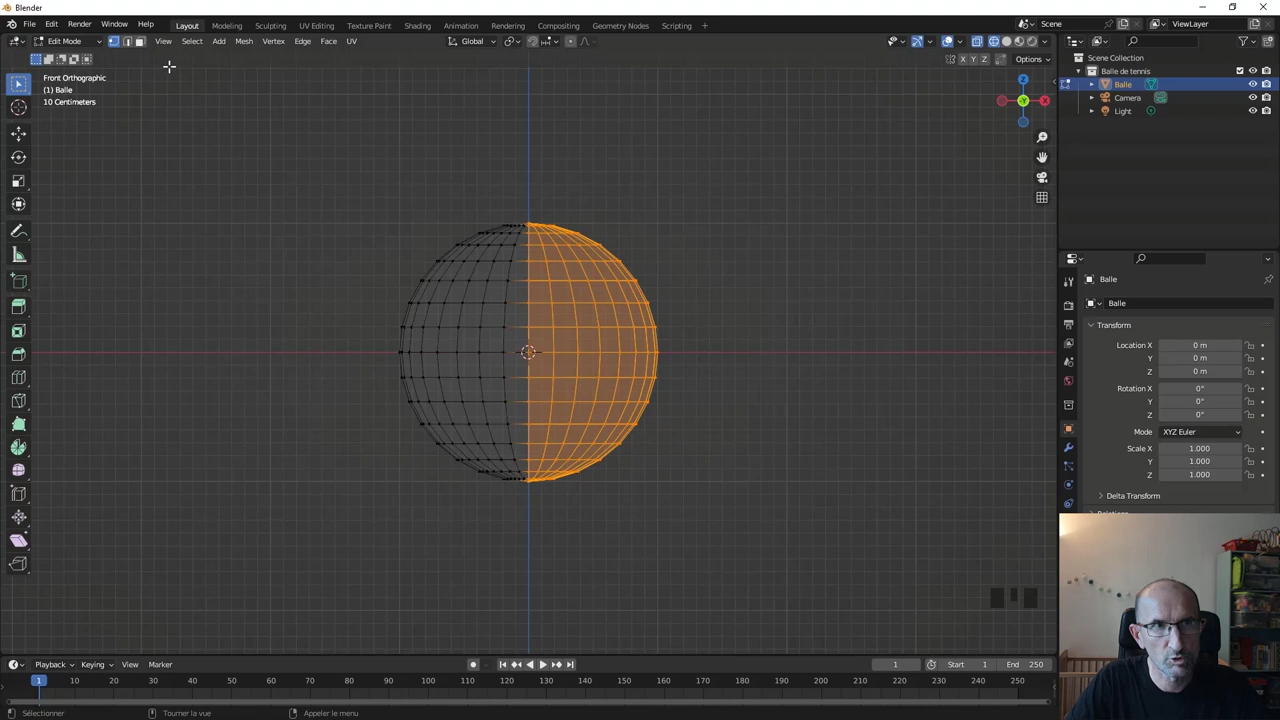 Blender
File Edit Render Window Help
Layout Modeling Sculpting UV Editing Texture Paint Shading Animation Rendering Compositing Geometry Nodes Scripting +
Scene ViewLayer
Edit Mode View Select Add Mesh Vertex Edge Face UV Global
X Y Z Options
Front Orthographic
(1) Balle
10 Centimeters
Z
-Y
X
Scene Collection
Balle de tennis
Balle
Camera
Light
Balle
Balle
Transform
Location X 0 m
Y 0 m
Z 0 m
Rotation X 0°
Y 0°
Z 0°
Mode XYZ Euler
Scale X 1.000
Y 1.000
Z 1.000
Delta Transform
Playback Keying View Marker
1 Start 1 End 250
1 10 20 30 40 50 60 70 80 90 100 110 120 130 140 150 160 170 180 190 200 210 220 230 240 250
Sélectionner Tourner la vue Appeler le menu